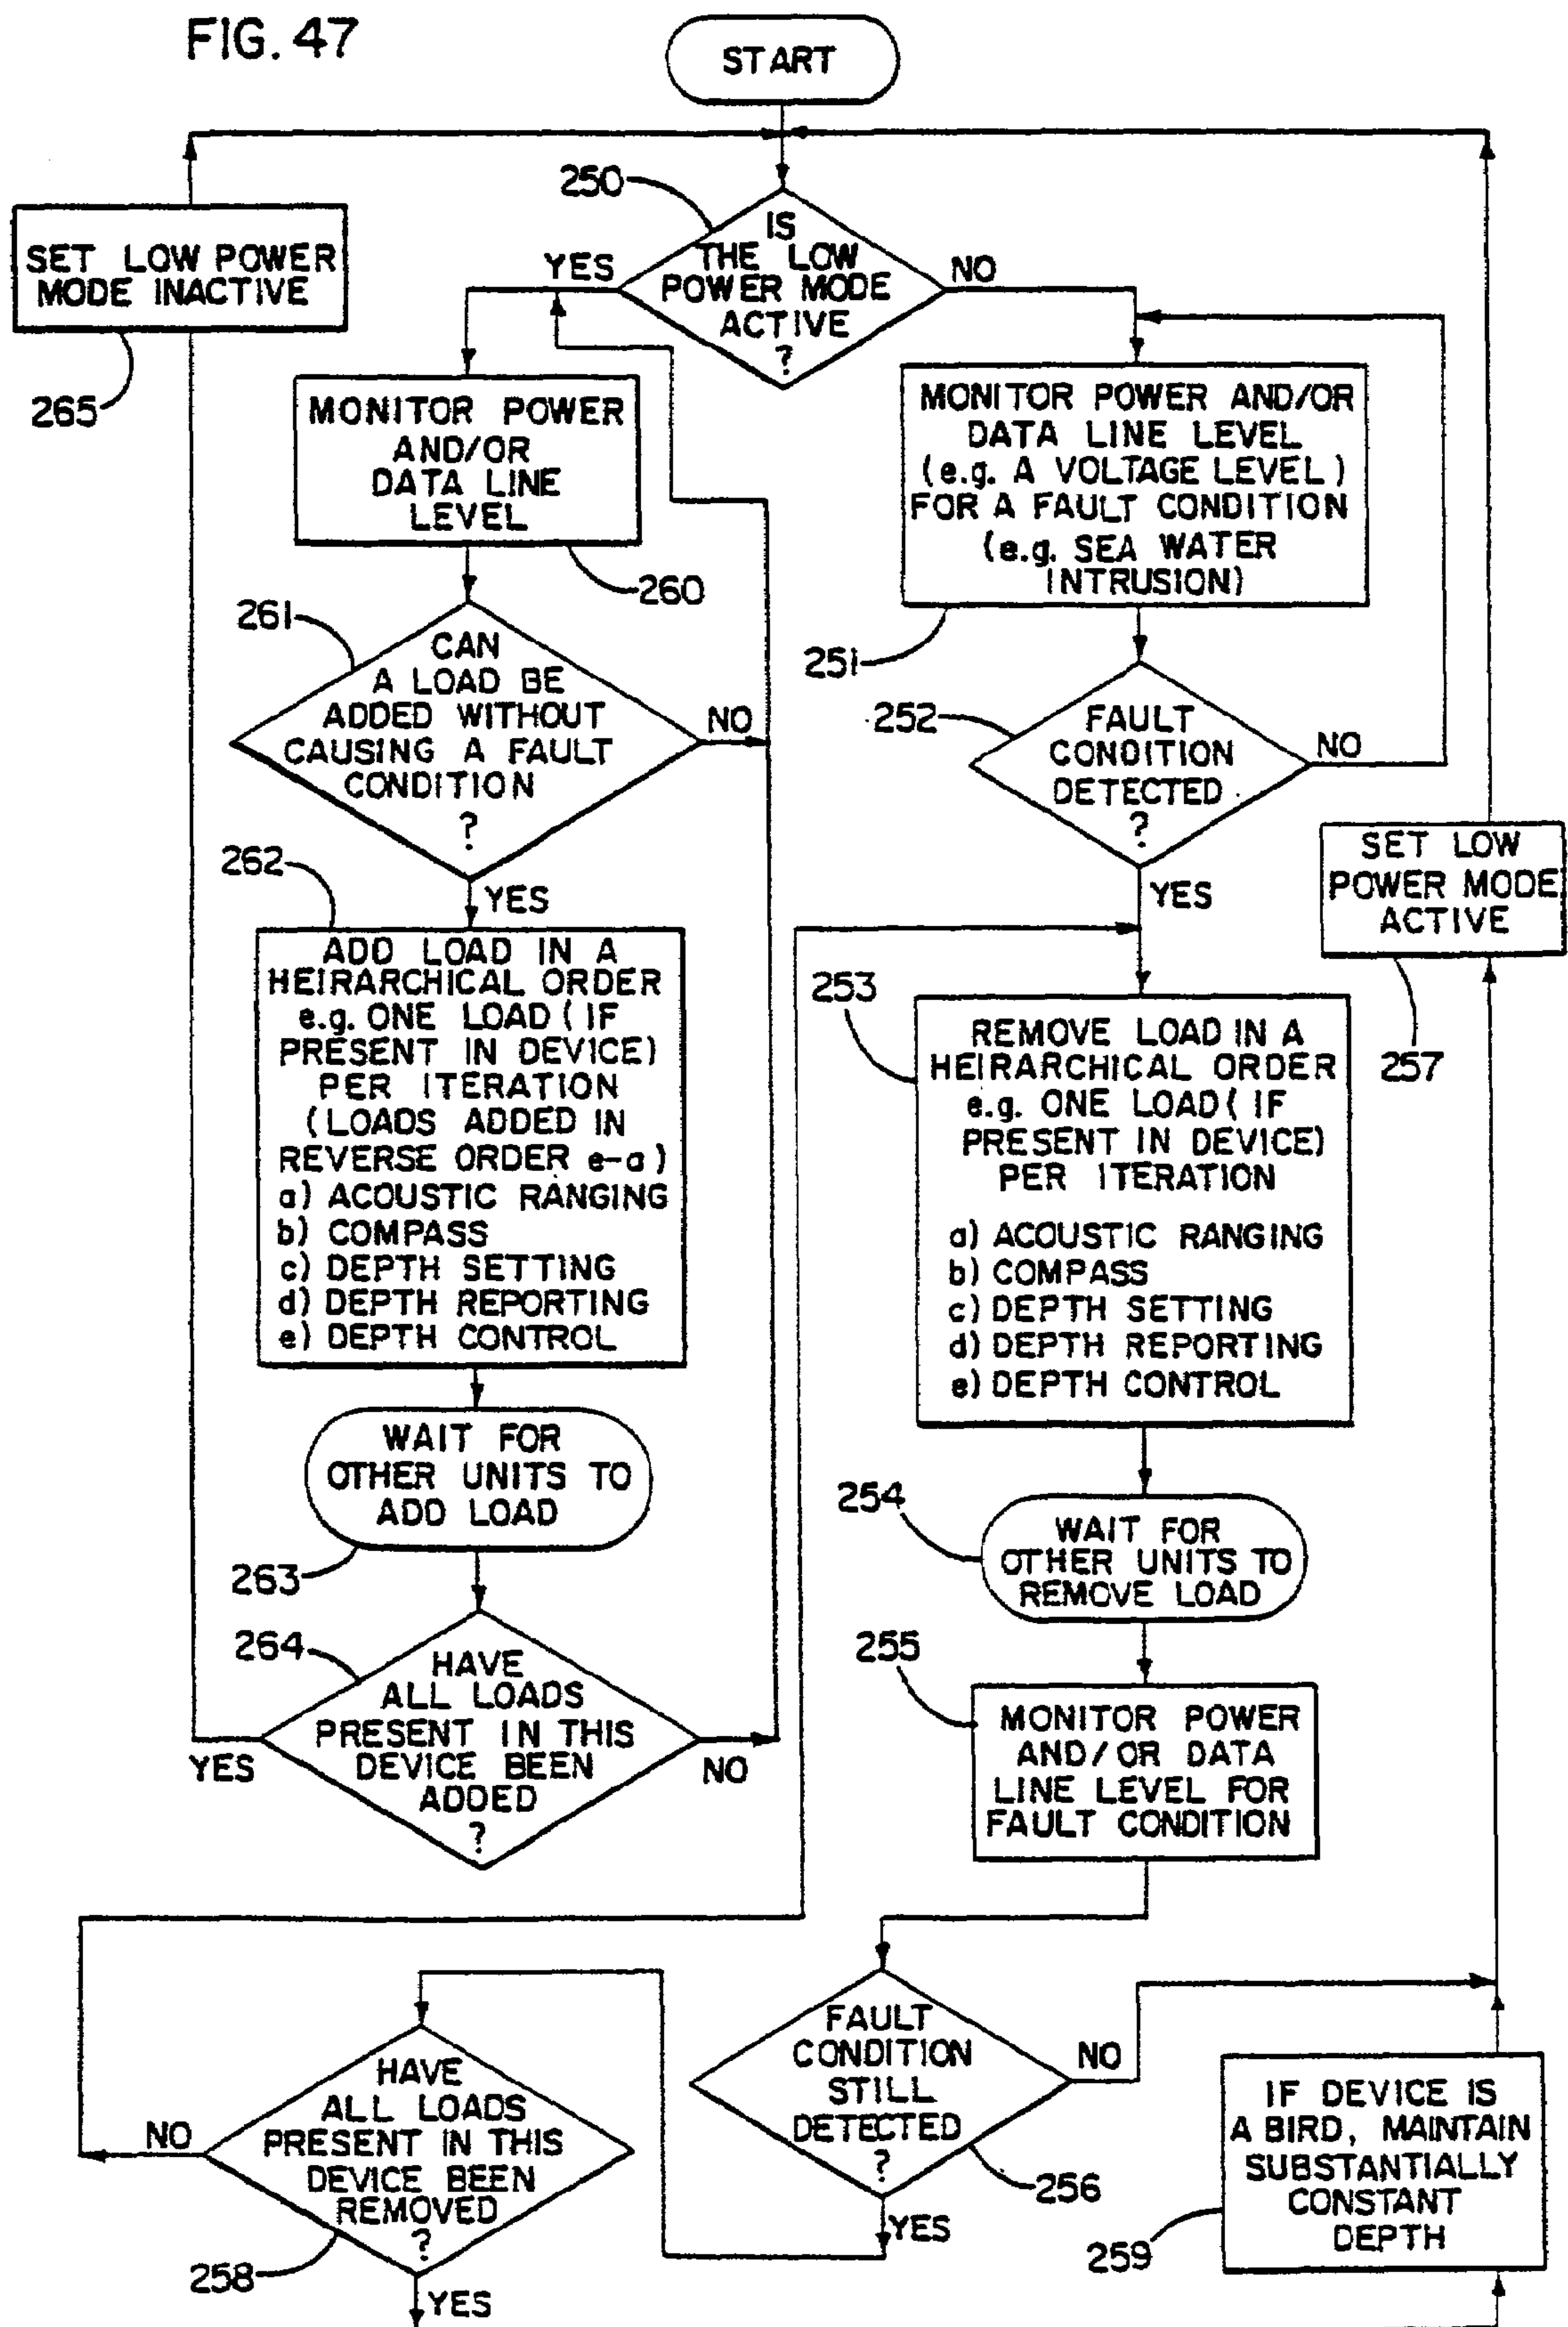 FIG. 47
START
250
IS
THE LOW
POWER MODE
ACTIVE
?
YES
NO
SET LOW POWER
MODE INACTIVE
265
MONITOR POWER
AND/OR
DATA LINE
LEVEL
260
261
CAN
A LOAD BE
ADDED WITHOUT
CAUSING A FAULT
CONDITION
?
NO
YES
262
ADD LOAD IN A
HEIRARCHICAL ORDER
e.g. ONE LOAD (IF
PRESENT IN DEVICE)
PER ITERATION
(LOADS ADDED IN
REVERSE ORDER e-a)
a) ACOUSTIC RANGING
b) COMPASS
c) DEPTH SETTING
d) DEPTH REPORTING
e) DEPTH CONTROL
WAIT FOR
OTHER UNITS TO
ADD LOAD
263
264
HAVE
ALL LOADS
PRESENT IN THIS
DEVICE BEEN
ADDED
?
YES
NO
MONITOR POWER AND/OR
DATA LINE LEVEL
(e.g. A VOLTAGE LEVEL)
FOR A FAULT CONDITION
(e.g. SEA WATER
INTRUSION)
251
252
FAULT
CONDITION
DETECTED
?
NO
YES
SET LOW
POWER MODE
ACTIVE
257
253
REMOVE LOAD IN A
HEIRARCHICAL ORDER
e.g. ONE LOAD (IF
PRESENT IN DEVICE)
PER ITERATION
a) ACOUSTIC RANGING
b) COMPASS
c) DEPTH SETTING
d) DEPTH REPORTING
e) DEPTH CONTROL
254
WAIT FOR
OTHER UNITS TO
REMOVE LOAD
255
MONITOR POWER
AND/OR DATA
LINE LEVEL FOR
FAULT CONDITION
FAULT
CONDITION
STILL
DETECTED
?
NO
256
YES
HAVE
ALL LOADS
PRESENT IN THIS
DEVICE BEEN
REMOVED
?
NO
258
YES
IF DEVICE IS
A BIRD, MAINTAIN
SUBSTANTIALLY
CONSTANT
DEPTH
259